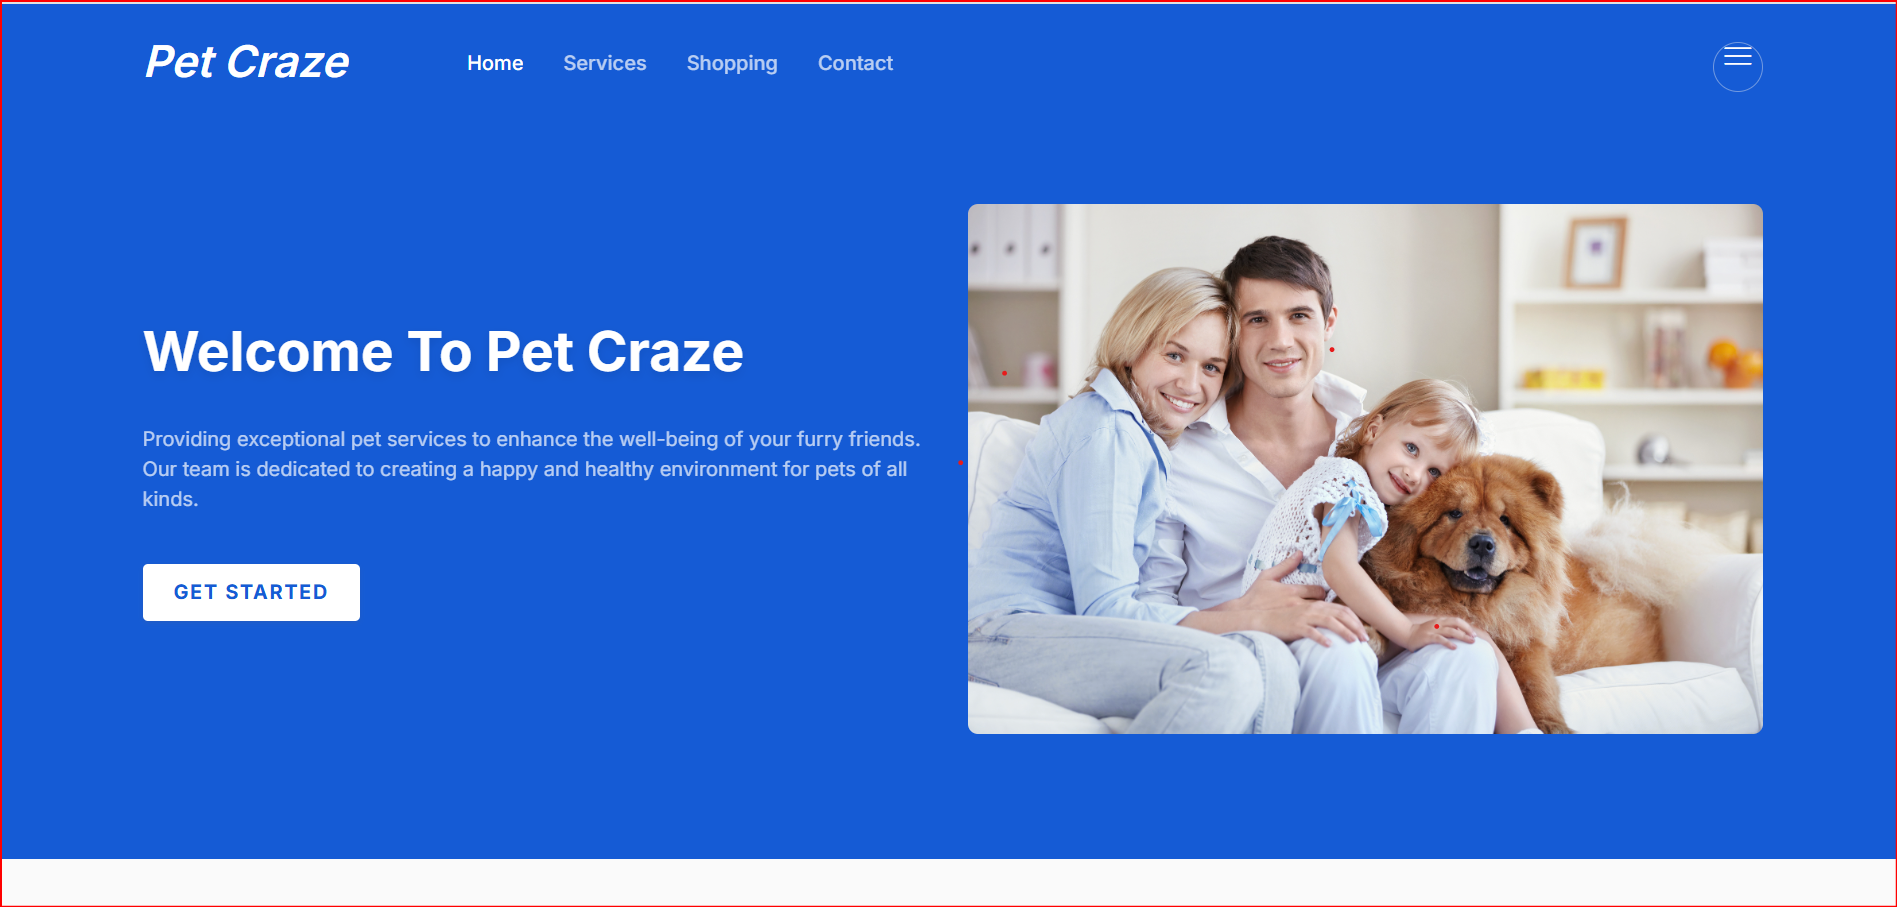 Pet Craze
Home Services Shopping Contact
Welcome To Pet Craze
Providing exceptional pet services to enhance the well-being of your furry friends.
Our team is dedicated to creating a happy and healthy environment for pets of all
kinds.
GET STARTED